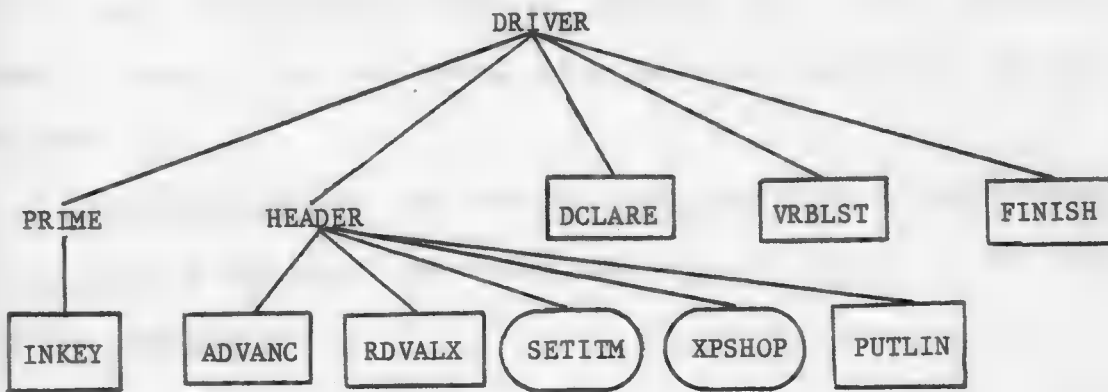 DRIVER
PRIME HEADER DCLARE VRBLST FINISH
INKEY ADVANC RDVALX SETITM XPSHOP PUTLIN